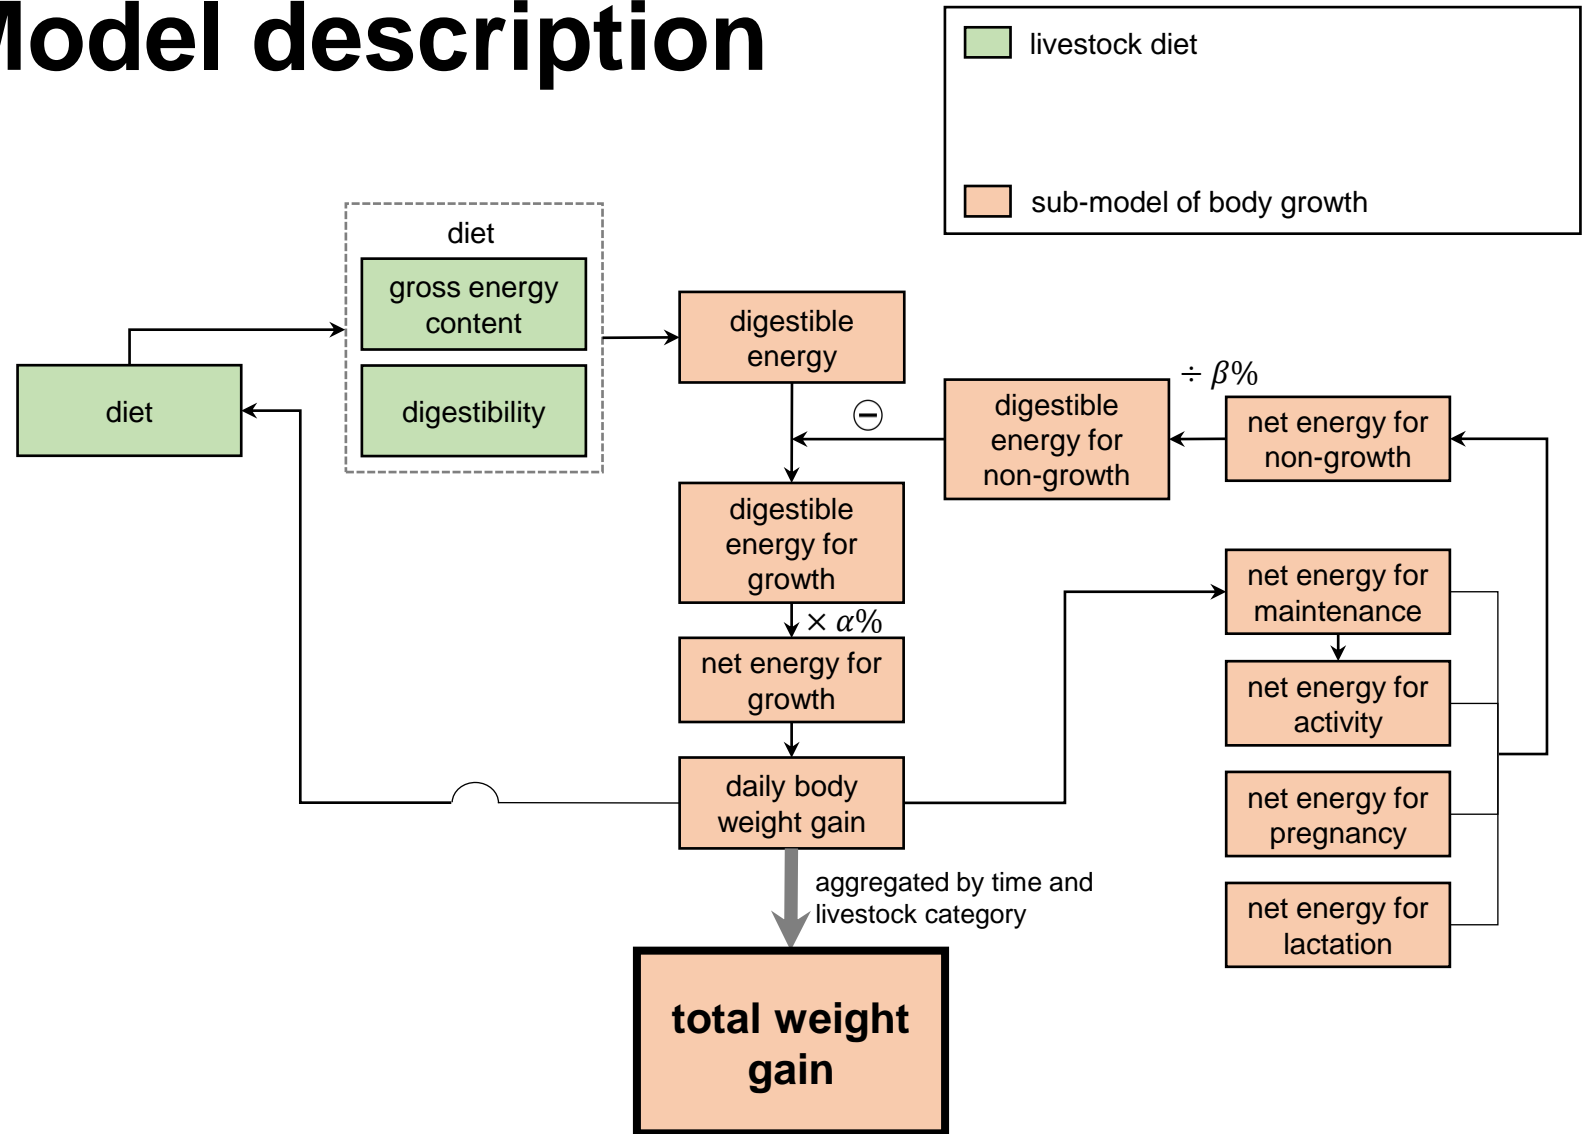 Model description
livestock diet
sub-model of body growth
diet
gross energy
content
digestibility
diet
digestible
energy
⊖
÷ β%
digestible
energy for
non-growth
net energy for
non-growth
digestible
energy for
growth
× α%
net energy for
growth
daily body
weight gain
net energy for
maintenance
net energy for
activity
net energy for
pregnancy
net energy for
lactation
aggregated by time and
livestock category
total weight
gain